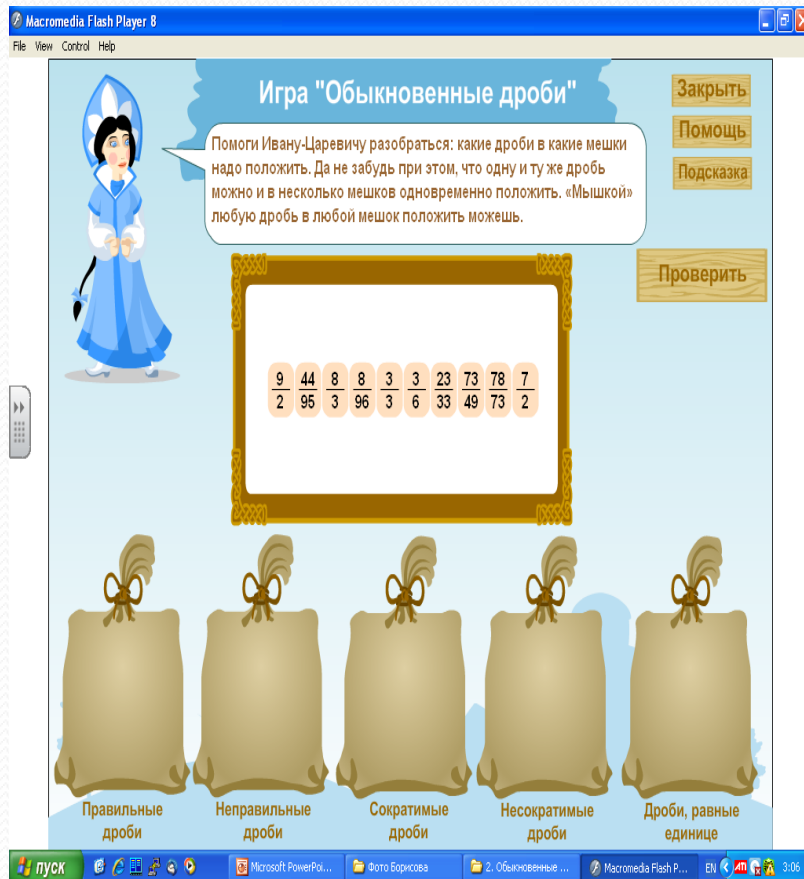 Macromedia Flash Player 8
File View Control Help
Игра "Обыкновенные дроби"
Закрыть
Помощь
Подсказка
Помоги Ивану-Царевичу разобраться: какие дроби в какие мешки
надо положить. Да не забудь при этом, что одну и ту же дробь
можно и в несколько мешков одновременно положить. «Мышкой»
любую дробь в любой мешок положить можешь.
Проверить
9 44 8 8 3 3 23 73 78 7
2 95 3 96 3 6 33 49 73 2
Правильные
дроби
Неправильные
дроби
Сократимые
дроби
Несократимые
дроби
Дроби, равные
единице
пуск
Microsoft PowerPoi...
Фото Борисова
2. Обыкновенные ...
Macromedia Flash P...
EN
3:06